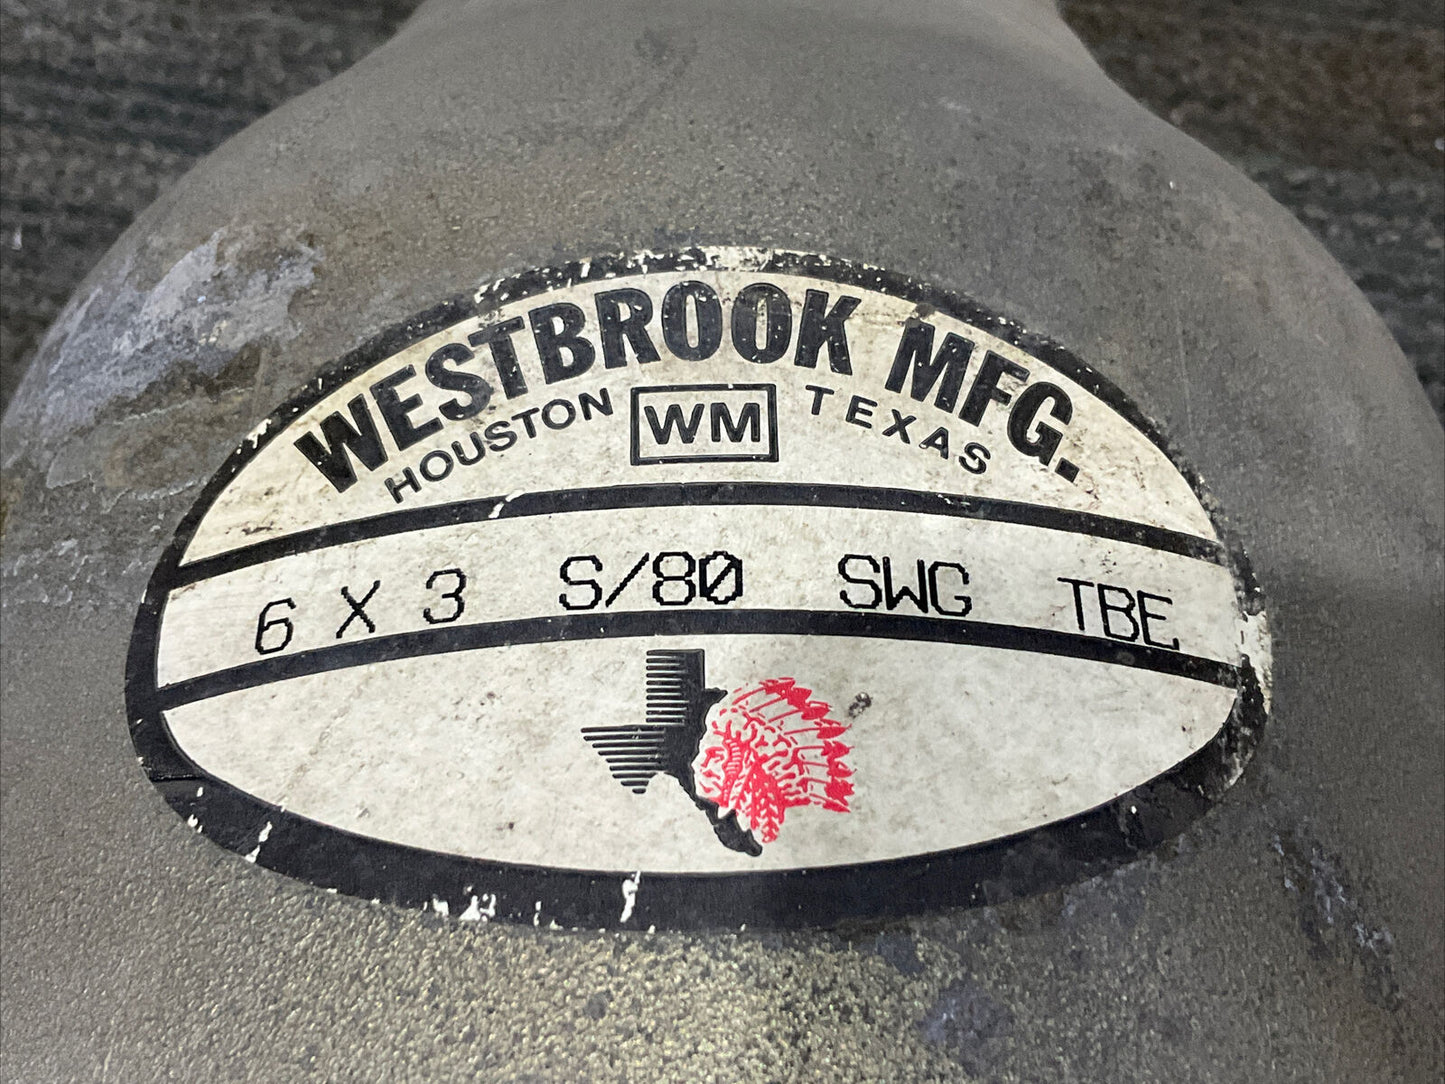 WESTBROOK MFG.
HOUSTON WM TEXAS
6 X 3 S/80 SWG TBE